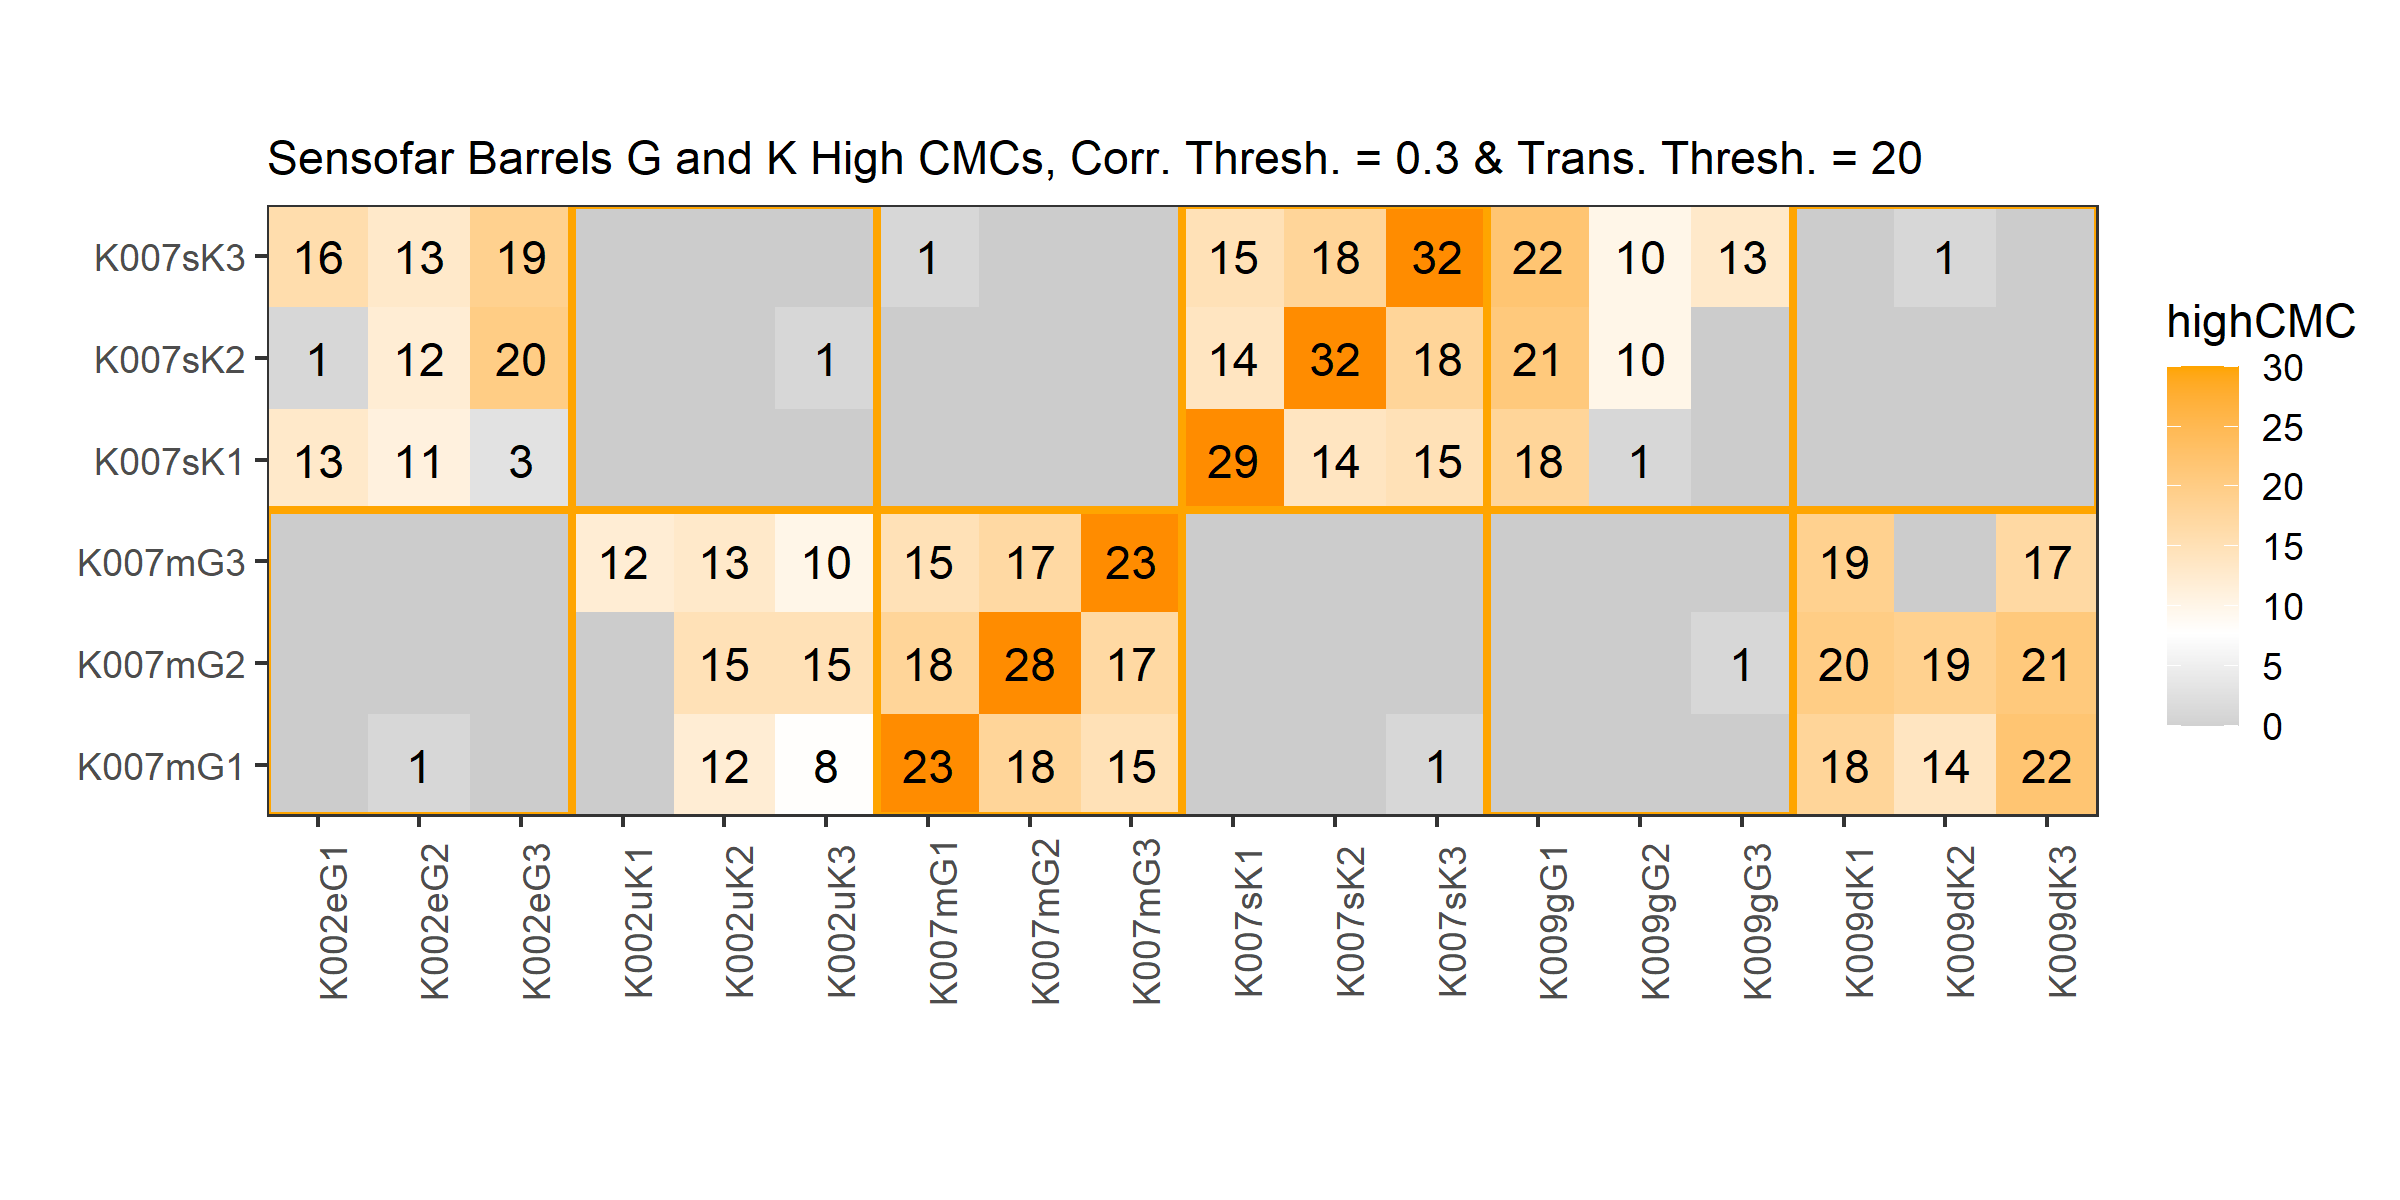 Sensofar Barrels G and K High CMCs, Corr. Thresh. = 0.3 & Trans. Thresh. = 20
K007sK3 16 13 19 1 15 18 32 22 10 13 1
K007sK2 1 12 20 1 14 32 18 21 10
K007sK1 13 11 3 29 14 15 18 1
K007mG3 12 13 10 15 17 23 19 17
K007mG2 15 15 18 28 17 1 20 19 21
K007mG1 1 12 8 23 18 15 1 18 14 22
K002eG1
K002eG2
K002eG3
K002uK1
K002uK2
K002uK3
K007mG1
K007mG2
K007mG3
K007sK1
K007sK2
K007sK3
K009gG1
K009gG2
K009gG3
K009dK1
K009dK2
K009dK3
highCMC
30
25
20
15
10
5
0